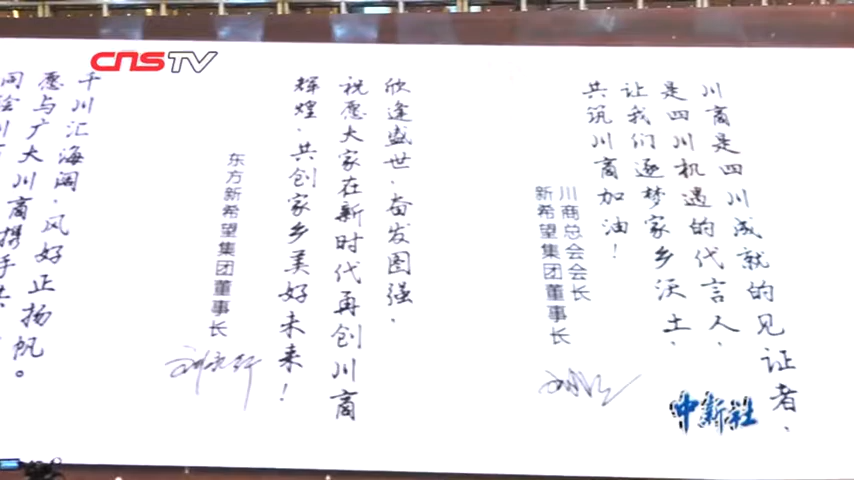 CNSTV
川商是四川成就的见证者、
是四川机遇的代言人、
让我们逐梦家乡沃土、
共筑川商加油！
川商总会会长
新希望集团董事长
欣逢盛世、奋发图强、
祝愿大家在新时代再创川商
辉煌、共创家乡美好未来！
东方新希望集团董事长
千川汇海阔、风好正扬帆。
愿与广大川商携手共
中新社